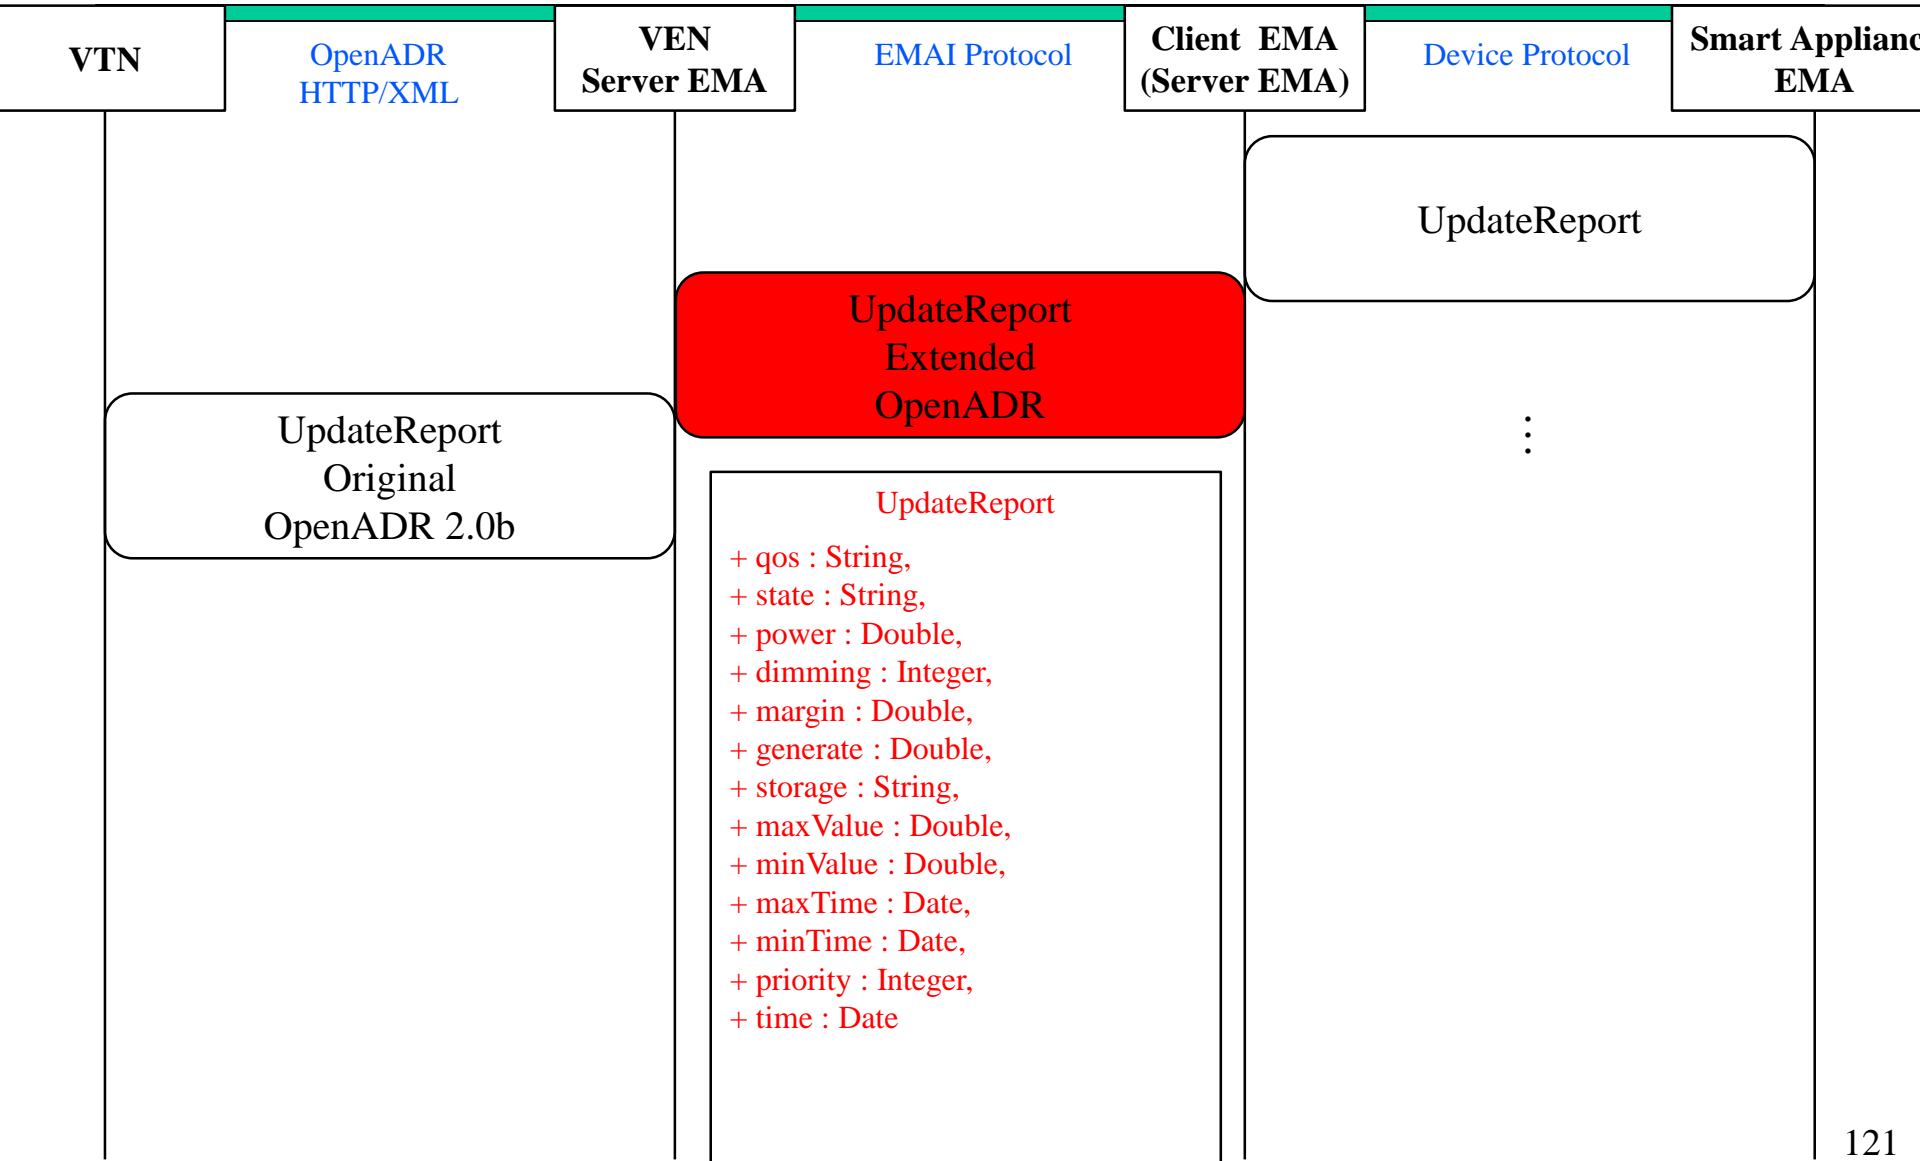 VTN
OpenADR
HTTP/XML
VEN
Server EMA
EMAI Protocol
Client EMA
(Server EMA)
Device Protocol
Smart Applianc
EMA
UpdateReport
UpdateReport
Extended
OpenADR
UpdateReport
Original
OpenADR 2.0b
⋮
UpdateReport
+ qos : String,
+ state : String,
+ power : Double,
+ dimming : Integer,
+ margin : Double,
+ generate : Double,
+ storage : String,
+ maxValue : Double,
+ minValue : Double,
+ maxTime : Date,
+ minTime : Date,
+ priority : Integer,
+ time : Date
121